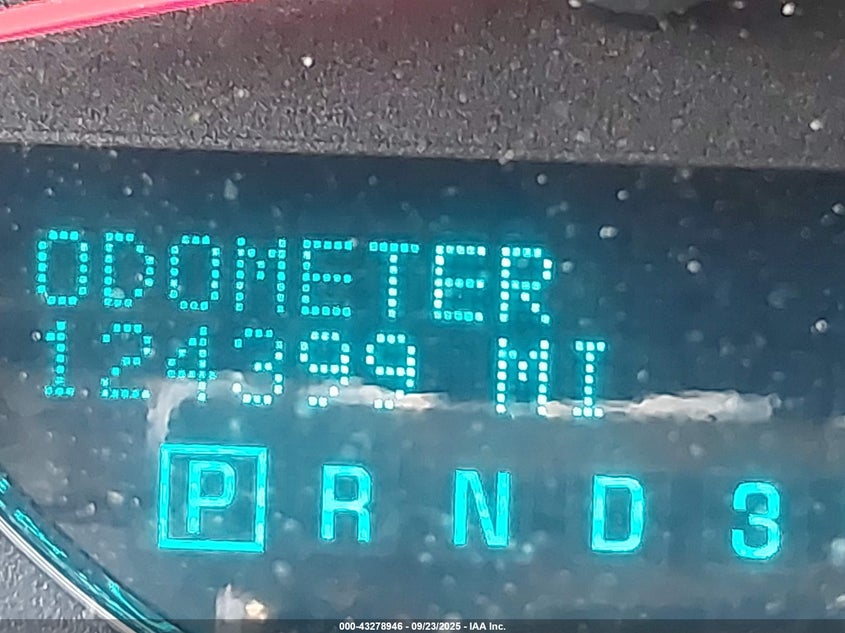 ODOMETER
124399 MI
P R N D 3
000-43278946 - 09/23/2025 - IAA Inc.